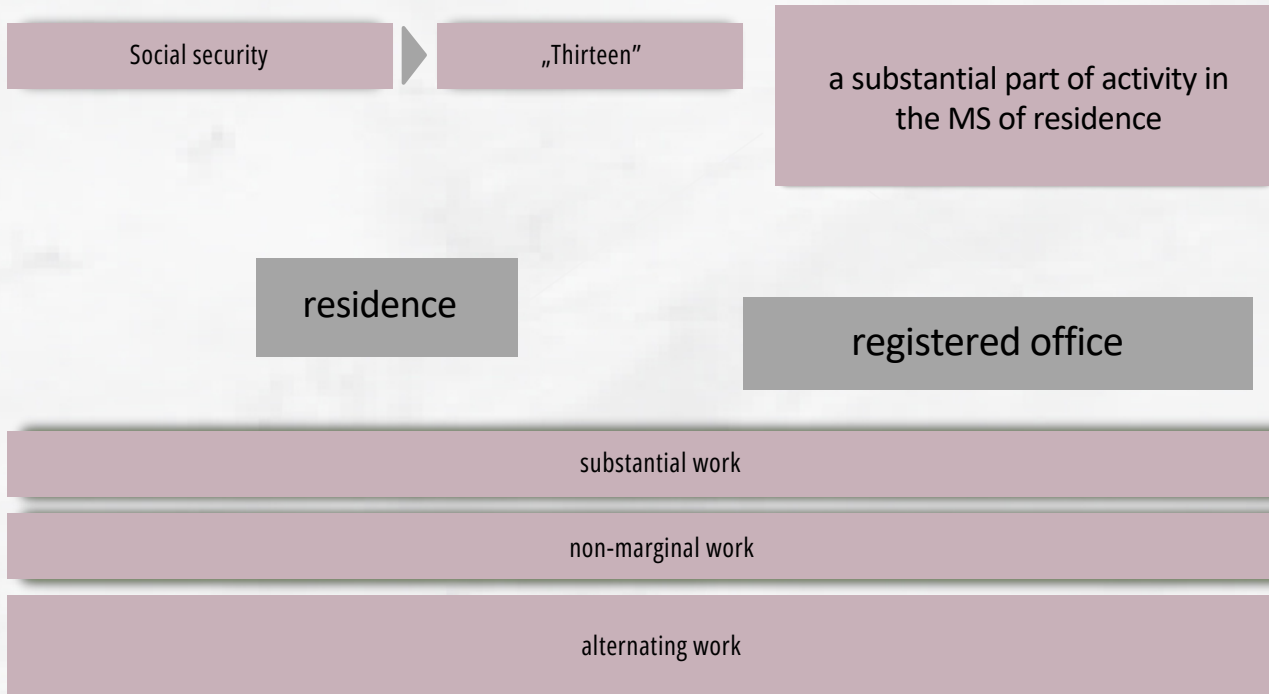 Social security
„Thirteen”
a substantial part of activity in
the MS of residence
residence
registered office
substantial work
non-marginal work
alternating work